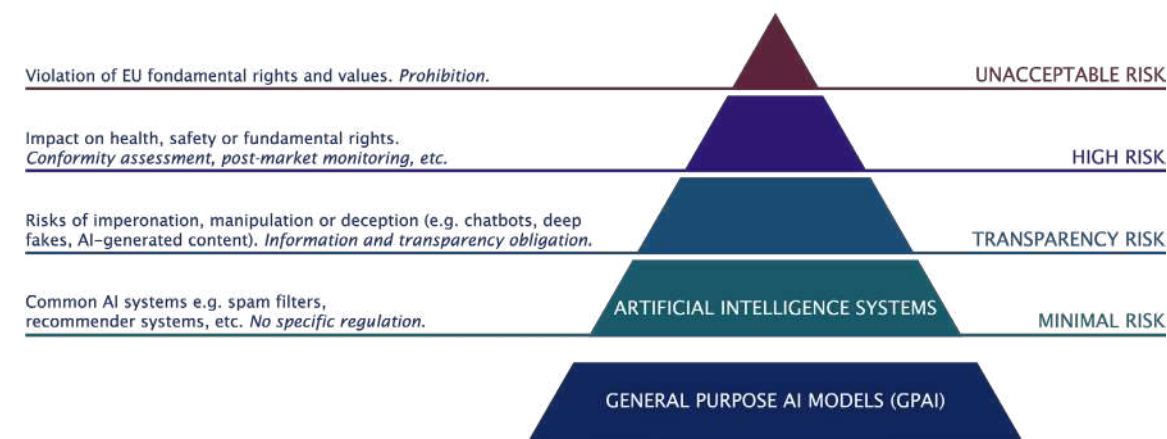 Violation of EU fondamental rights and values. Prohibition.
UNACCEPTABLE RISK
Impact on health, safety or fundamental rights.
Conformity assessment, post-market monitoring, etc.
HIGH RISK
Risks of imperonation, manipulation or deception (e.g. chatbots, deep
fakes, AI-generated content). Information and transparency obligation.
TRANSPARENCY RISK
Common AI systems e.g. spam filters,
recommender systems, etc. No specific regulation.
ARTIFICIAL INTELLIGENCE SYSTEMS
MINIMAL RISK
GENERAL PURPOSE AI MODELS (GPAI)